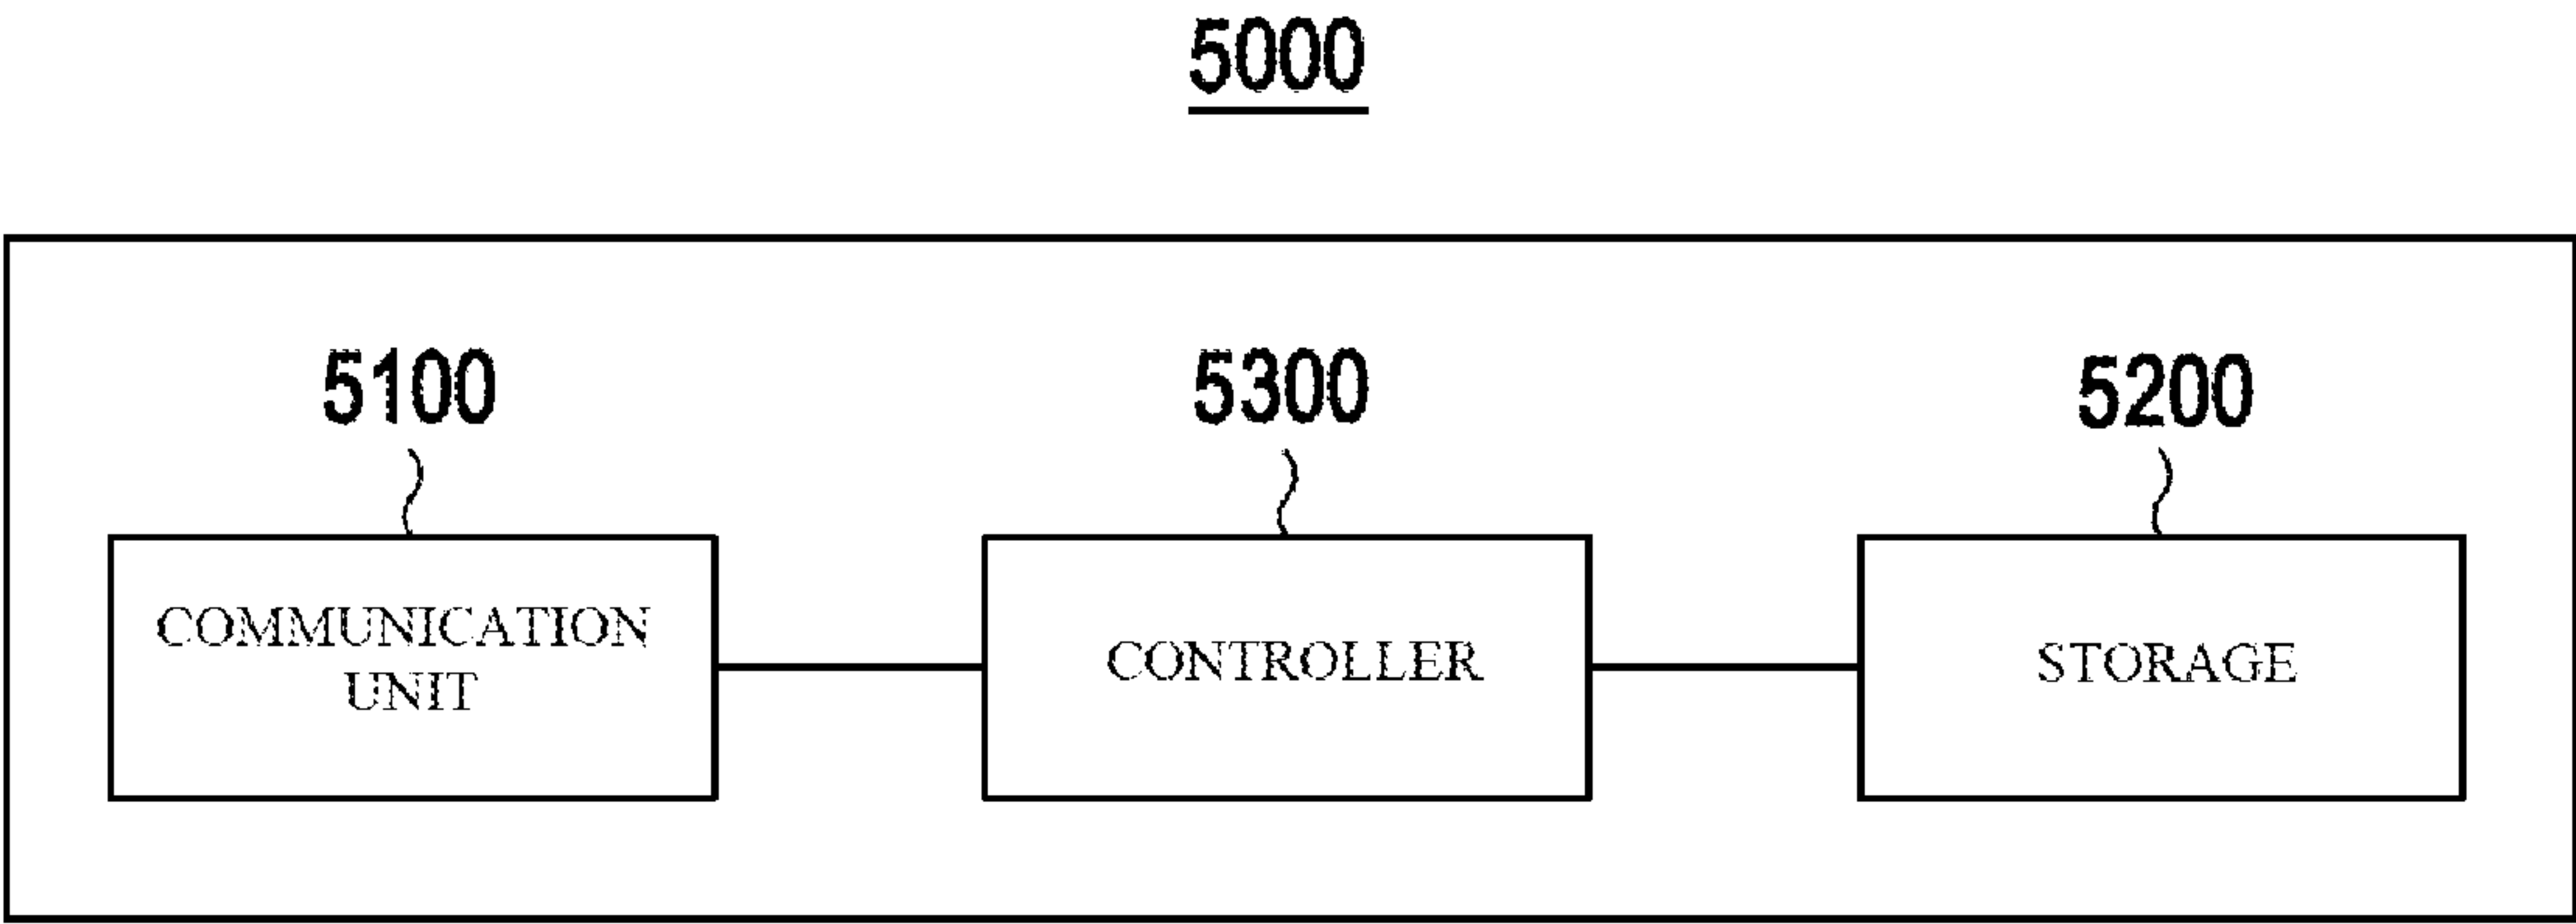 5000
5100
5300
5200
COMMUNICATION
UNIT
CONTROLLER
STORAGE